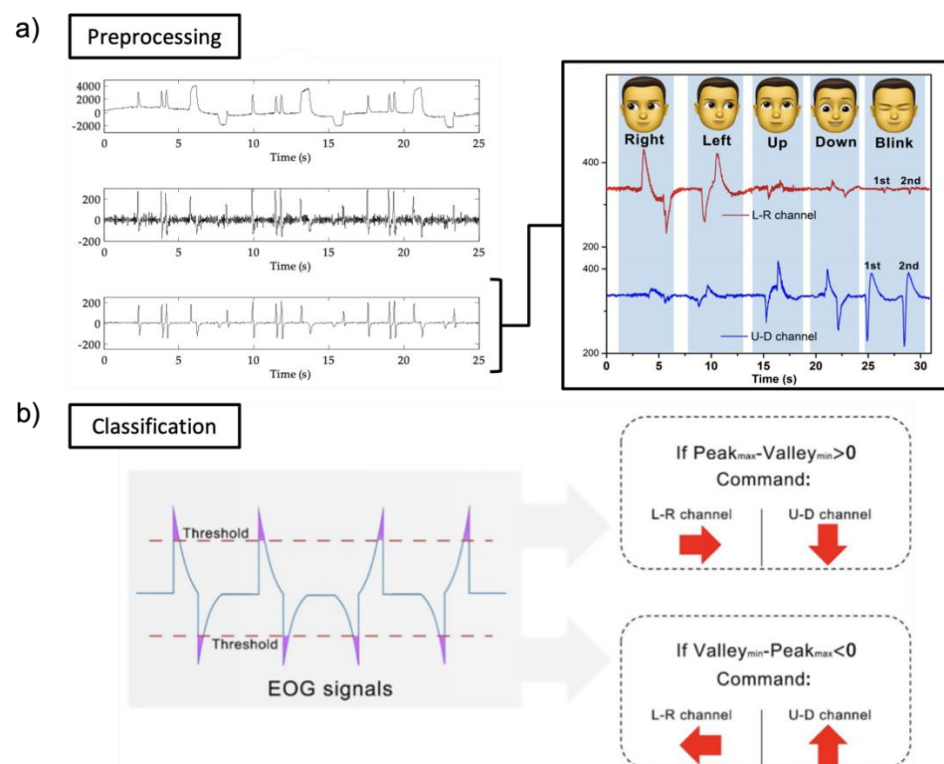 a)
Preprocessing
4000
2000
0
-2000
0 5 10 15 20 25
Time (s)
200
0
-200
0 5 10 15 20 25
Time (s)
200
0
-200
0 5 10 15 20 25
Time (s)
Right Left Up Down Blink
400
1st 2nd
L-R channel
200
400
1st 2nd
U-D channel
200
0 5 10 15 20 25 30
Time (s)
b)
Classification
Threshold
Threshold
EOG signals
If Peakmax-Valleymin>0
Command:
L-R channel U-D channel
If Valleymin-Peakmax<0
Command:
L-R channel U-D channel